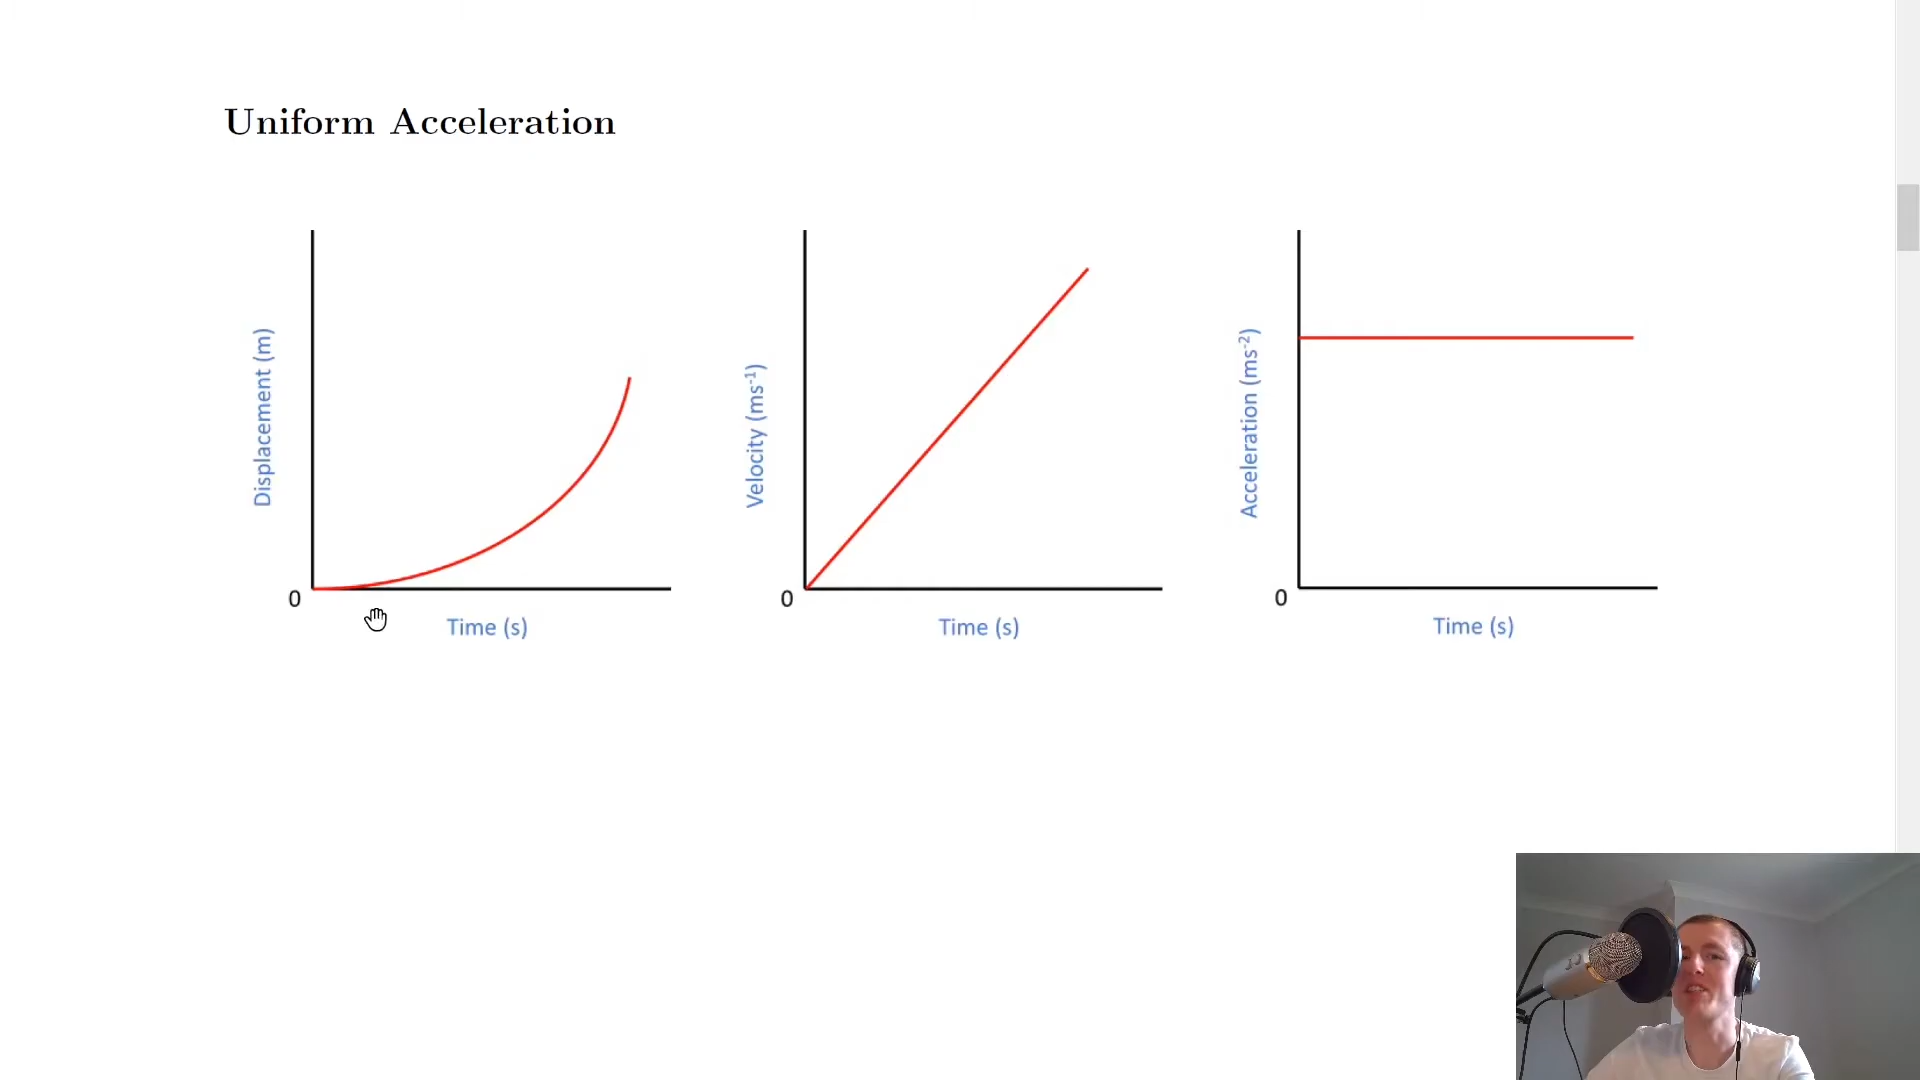 Uniform Acceleration
Displacement (m)
0
Time (s)
Velocity (ms⁻¹)
0
Time (s)
Acceleration (ms⁻²)
0
Time (s)